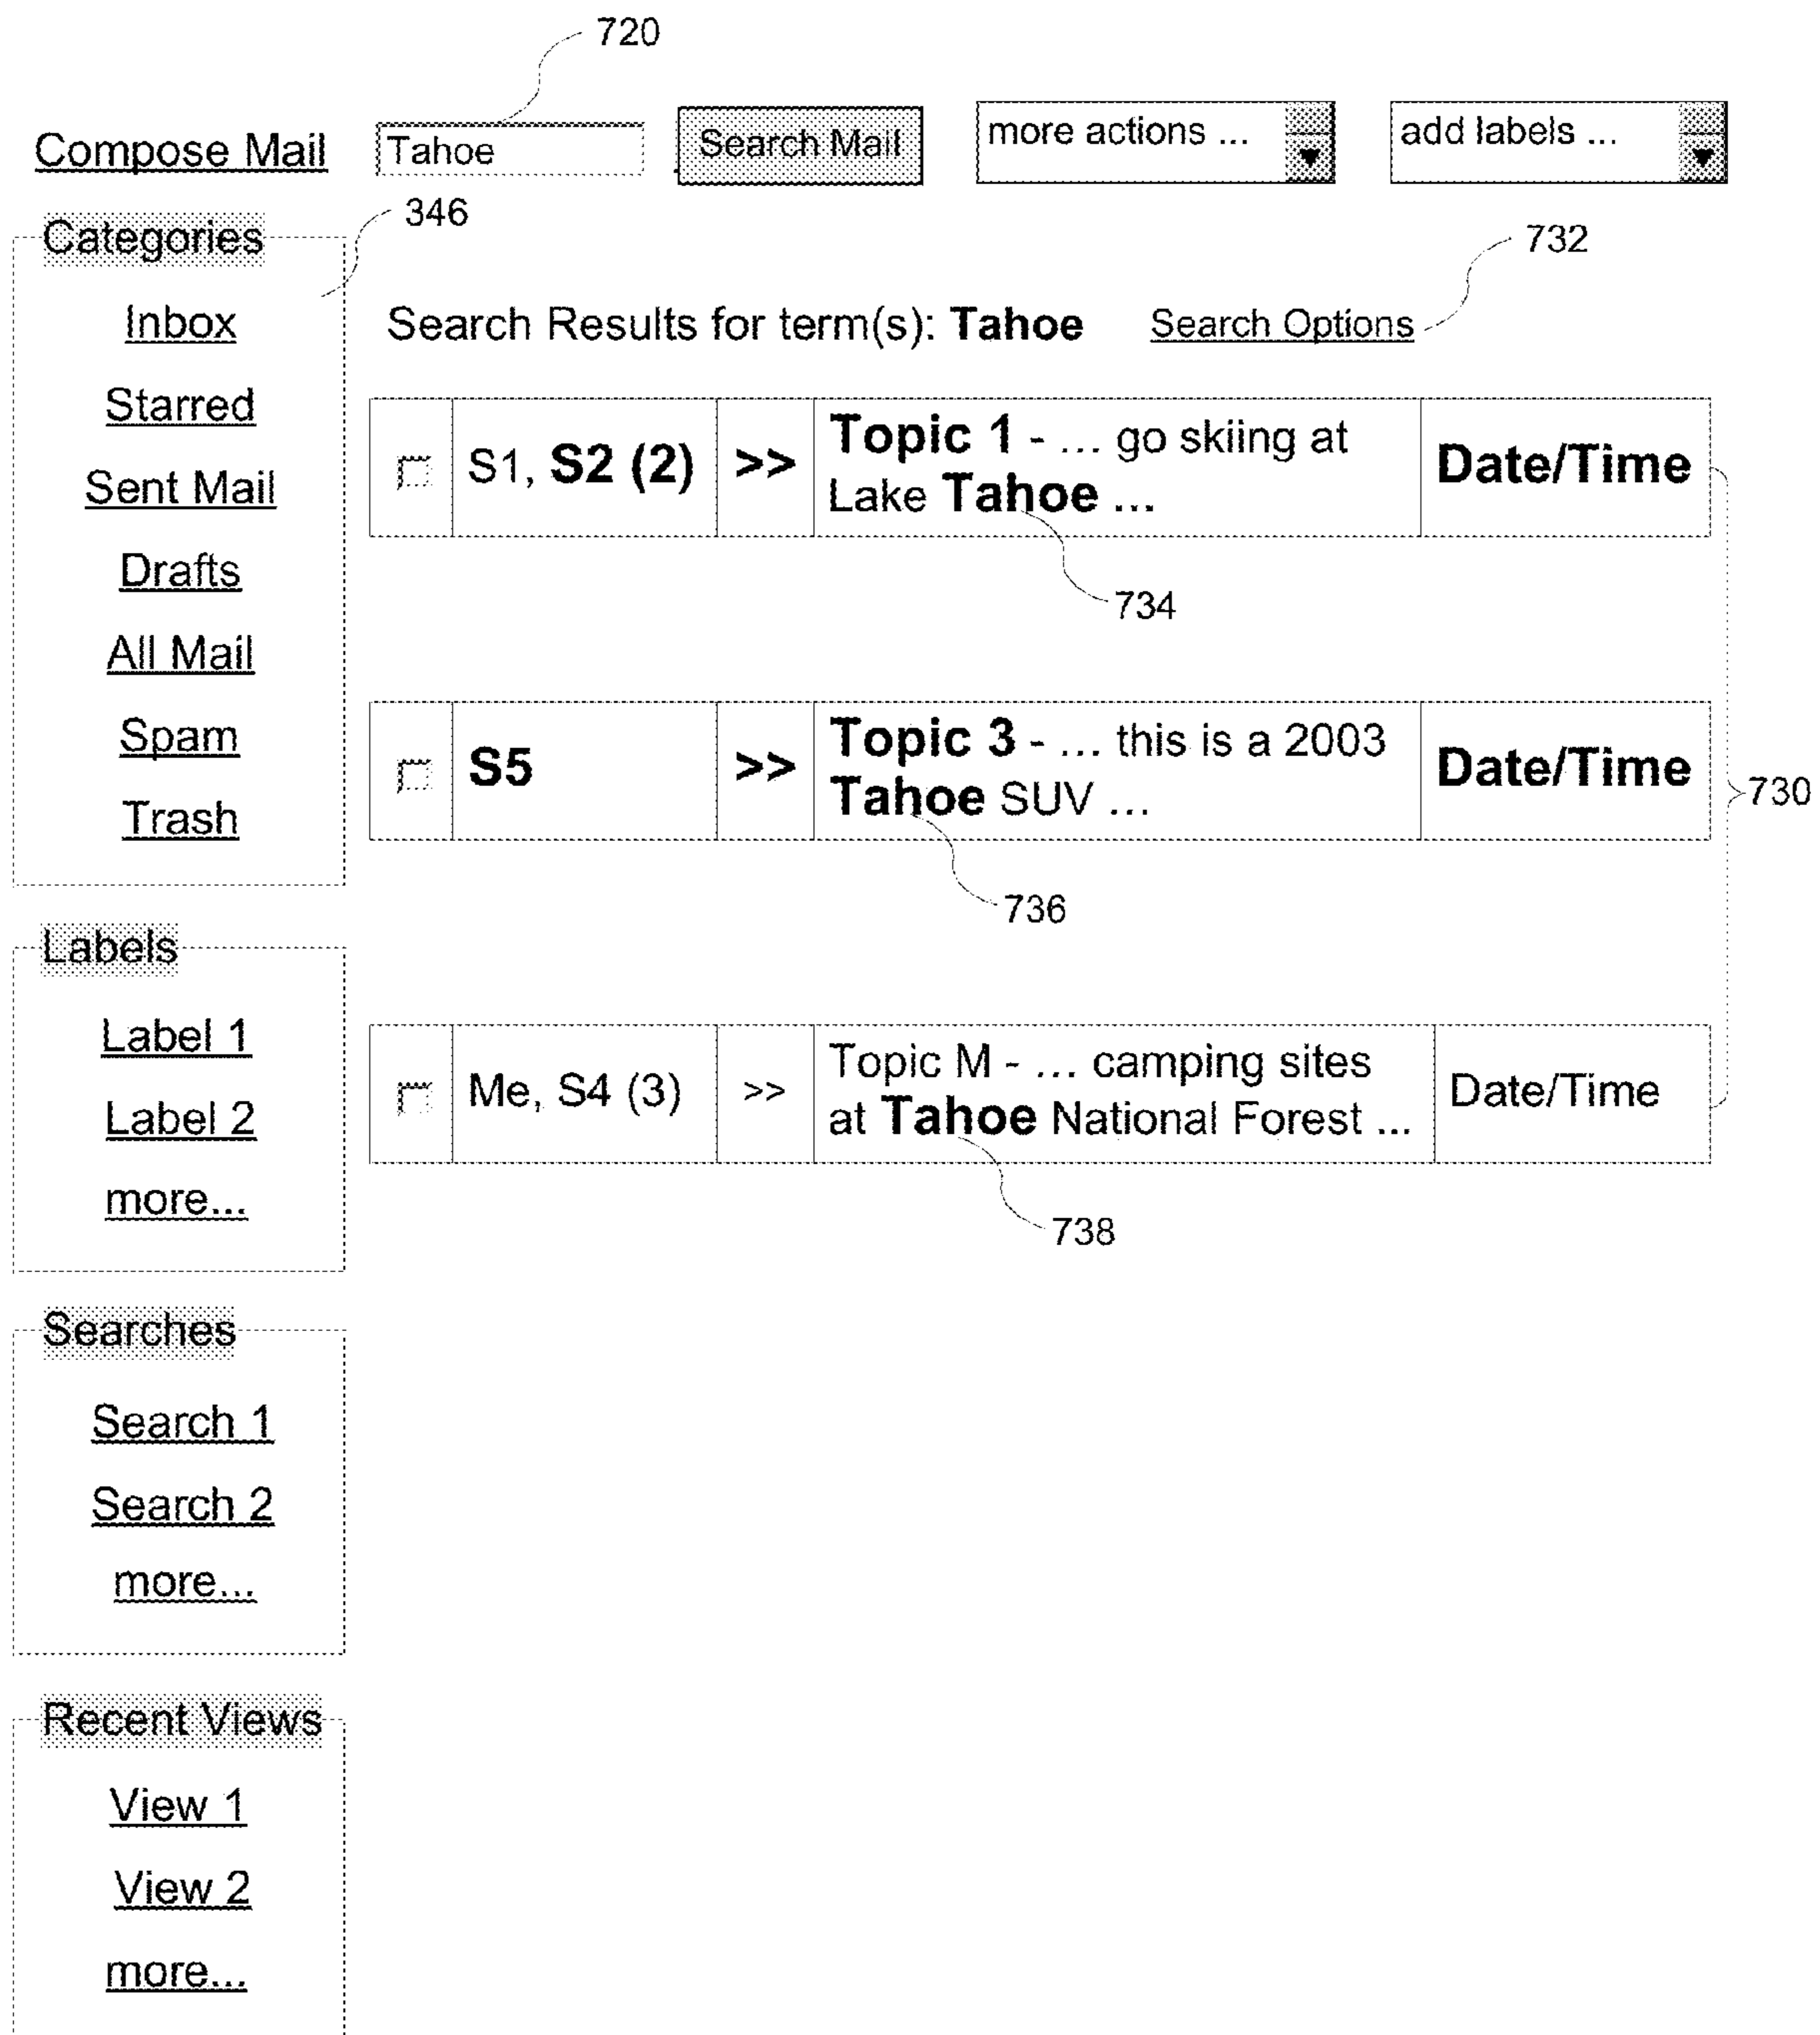 720
Compose Mail Tahoe Search Mail more actions ... add labels ...
346
Categories
732
Inbox
Starred
Sent Mail
Drafts
All Mail
Spam
Trash
Search Results for term(s): Tahoe Search Options
S1, S2 (2) >> Topic 1 - ... go skiing at Date/Time
Lake Tahoe ...
734
S5 >> Topic 3 - ... this is a 2003 Date/Time
Tahoe SUV ...
730
736
Me, S4 (3) >> Topic M - ... camping sites Date/Time
at Tahoe National Forest ...
738
Labels
Label 1
Label 2
more...
Searches
Search 1
Search 2
more...
Recent Views
View 1
View 2
more...